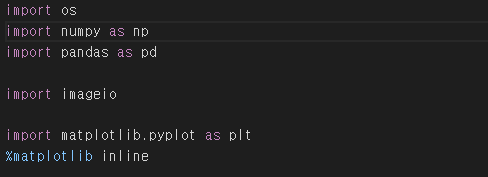 import os
import numpy as np
import pandas as pd
import imageio
import matplotlib.pyplot as plt
%matplotlib inline